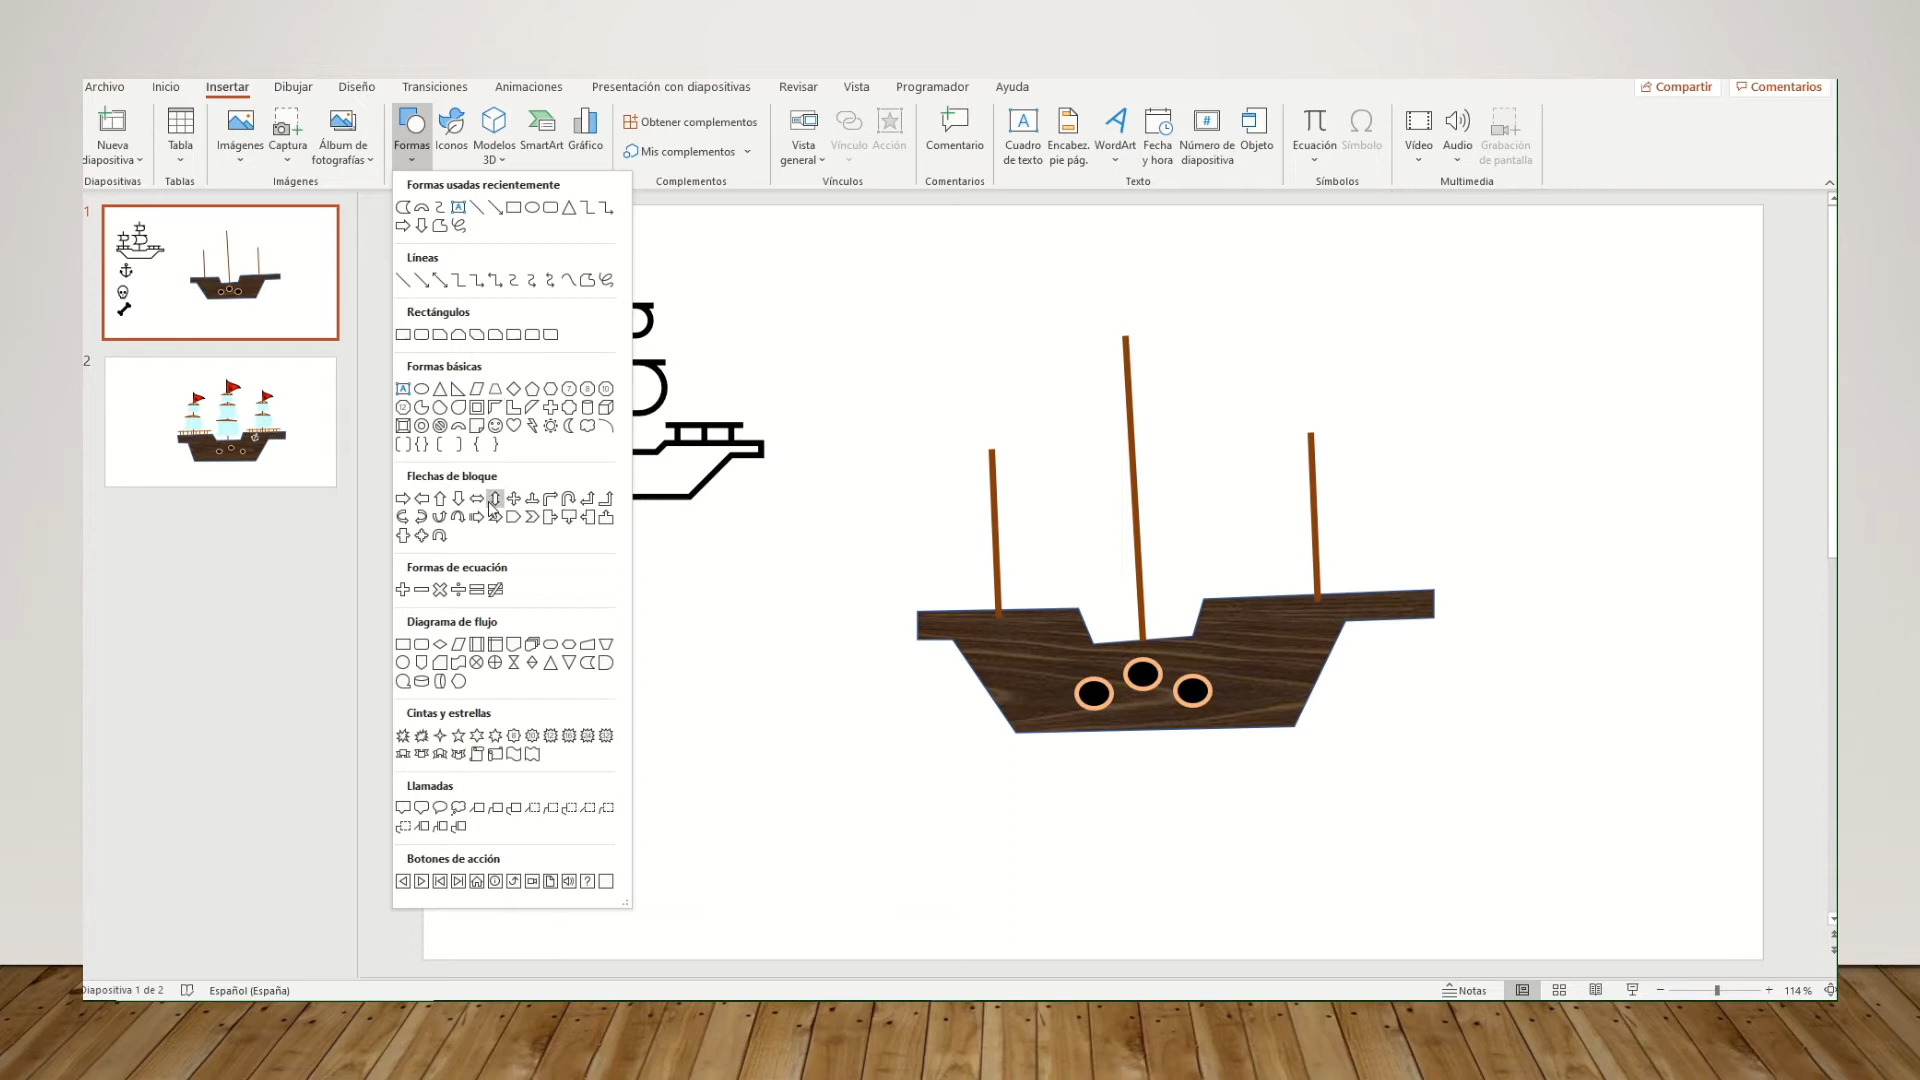 Archivo Inicio Insertar Dibujar Diseño Transiciones Animaciones Presentación con diapositivas Revisar Vista Programador Ayuda Compartir Comentarios
Nueva diapositiva
Tabla
Imágenes
Captura
Álbum de fotografías
Formas
Iconos
Modelos 3D
SmartArt
Gráfico
Obtener complementos
Mis complementos
Vista general
Vínculo
Acción
Comentario
Cuadro de texto
Encabez. pie pág.
WordArt
Fecha y hora
Número de diapositiva
Objeto
Ecuación
Símbolo
Vídeo
Audio
Grabación de pantalla
Diapositivas Tablas Imágenes Complementos Vínculos Comentarios Texto Símbolos Multimedia
1
2
Formas usadas recientemente
Líneas
Rectángulos
Formas básicas
Flechas de bloque
Formas de ecuación
Diagrama de flujo
Cintas y estrellas
Llamadas
Botones de acción
Diapositiva 1 de 2 Español (España) Notas 114 %